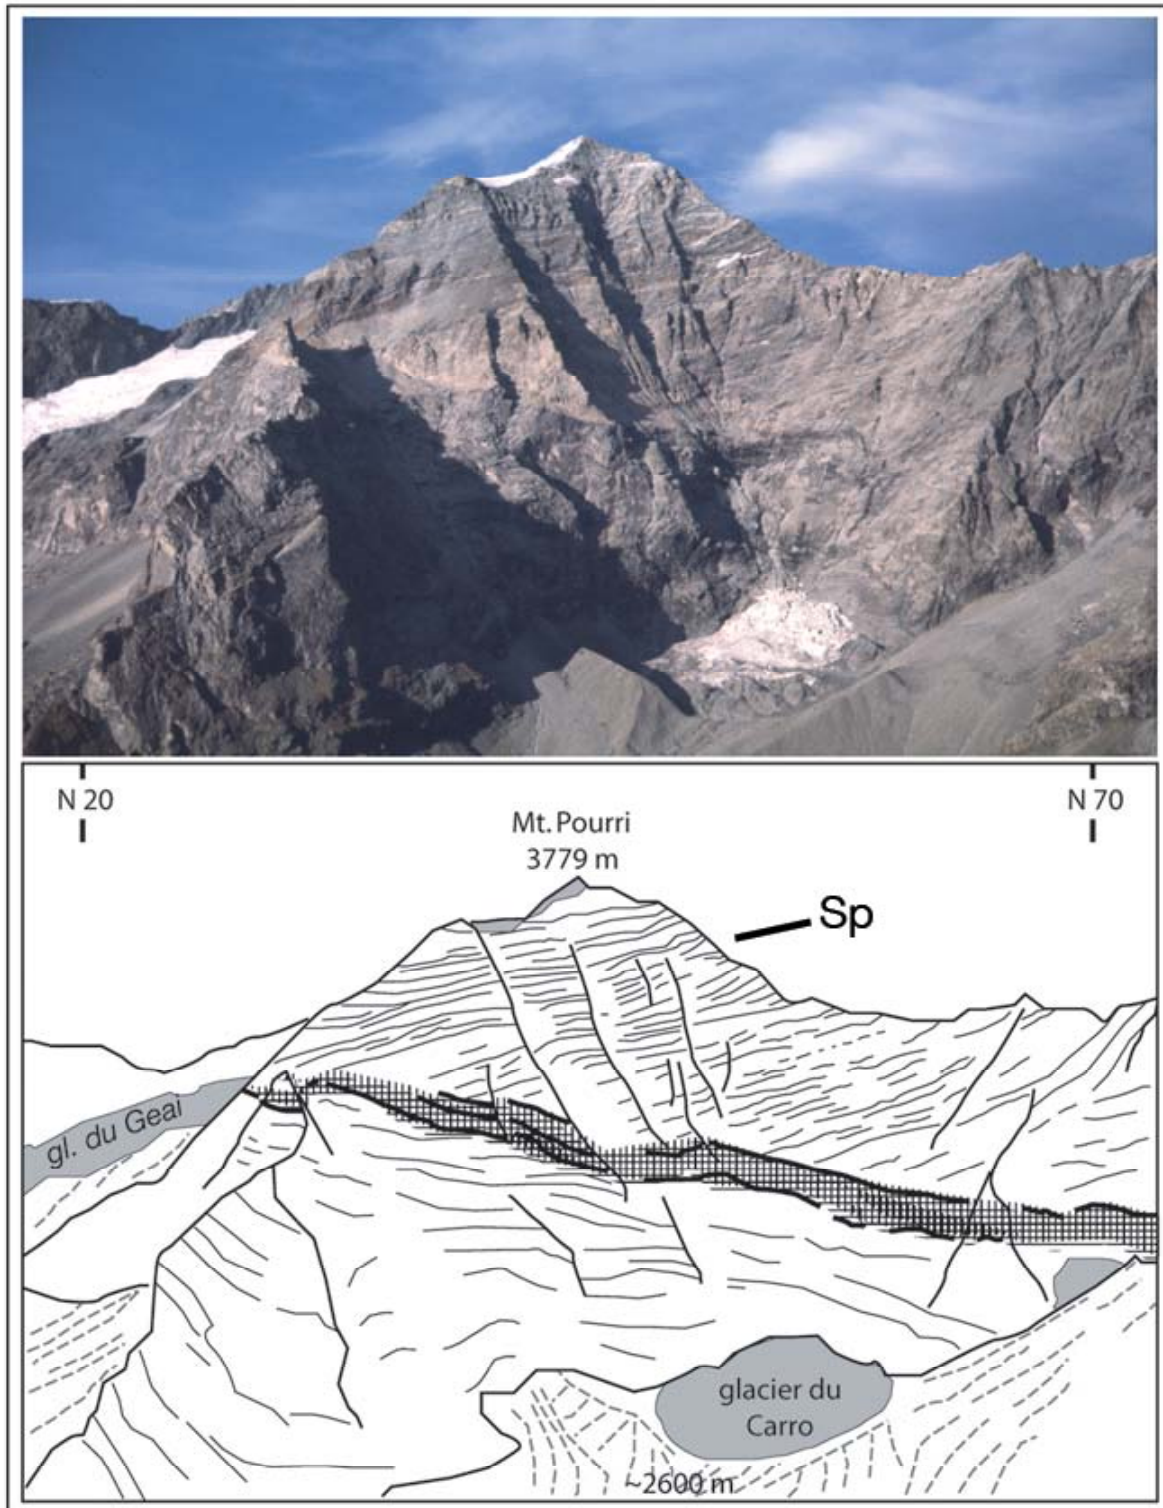 N 20
N 70
Mt. Pourri
3779 m
Sp
gl. du Geai
glacier du
Carro
~2600 m